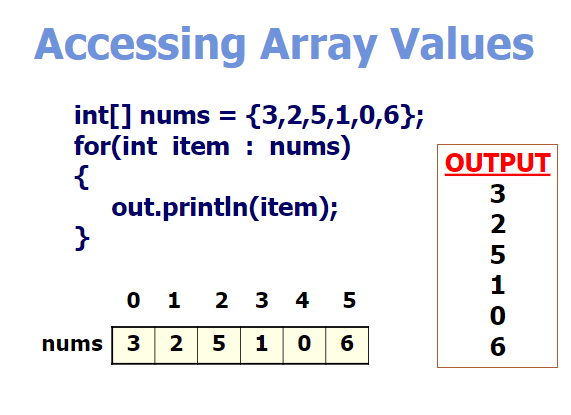 Accessing Array Values
int[] nums = {3,2,5,1,0,6};
for(int item : nums)
{
out.println(item);
}
OUTPUT
3
2
5
1
0
6
0 1 2 3 4 5
nums 3 2 5 1 0 6